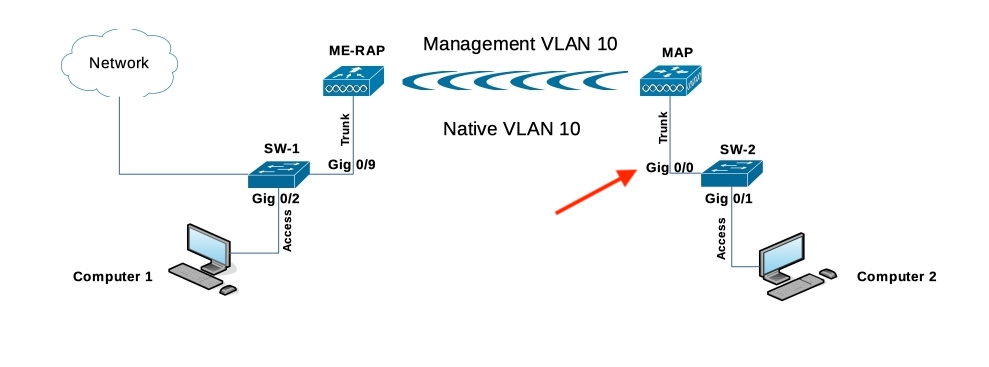 Network
ME-RAP
Management VLAN 10
MAP
Trunk
Native VLAN 10
Trunk
SW-1
Gig 0/9
SW-2
Gig 0/0
Gig 0/2
Gig 0/1
Access
Access
Computer 1
Computer 2